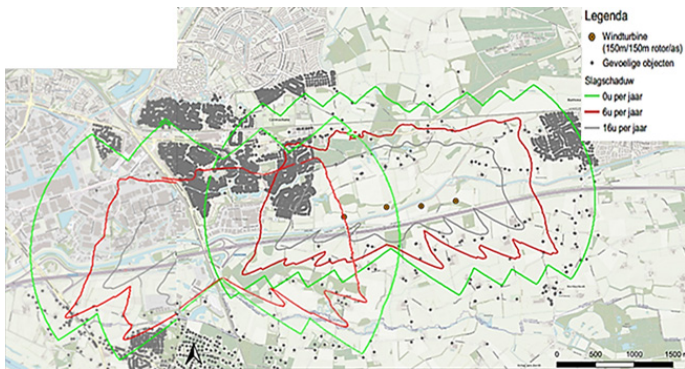 Legenda
Windturbine
(150m/150m rotor/as)
Gevoelige objecten
Slagschaduw
0u per jaar
6u per jaar
16u per jaar
0 500 1000 1500